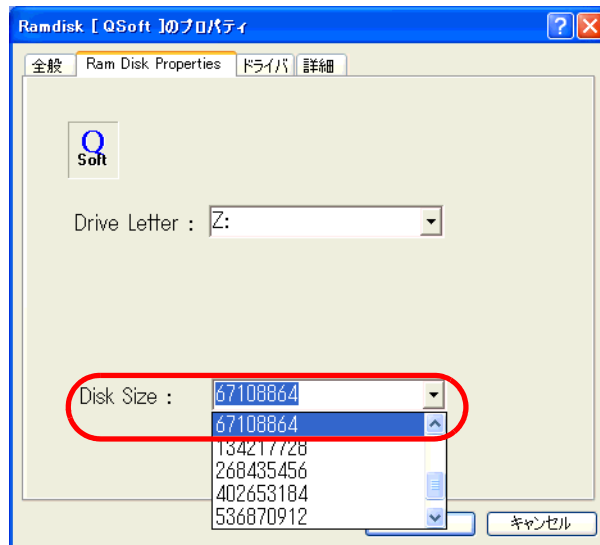 Ramdisk [ QSoft ]のプロパティ
全般 Ram Disk Properties ドライバ 詳細
Q
Soft
Drive Letter : Z:
Disk Size : 67108864
67108864
134217728
268435456
402653184
536870912
キャンセル